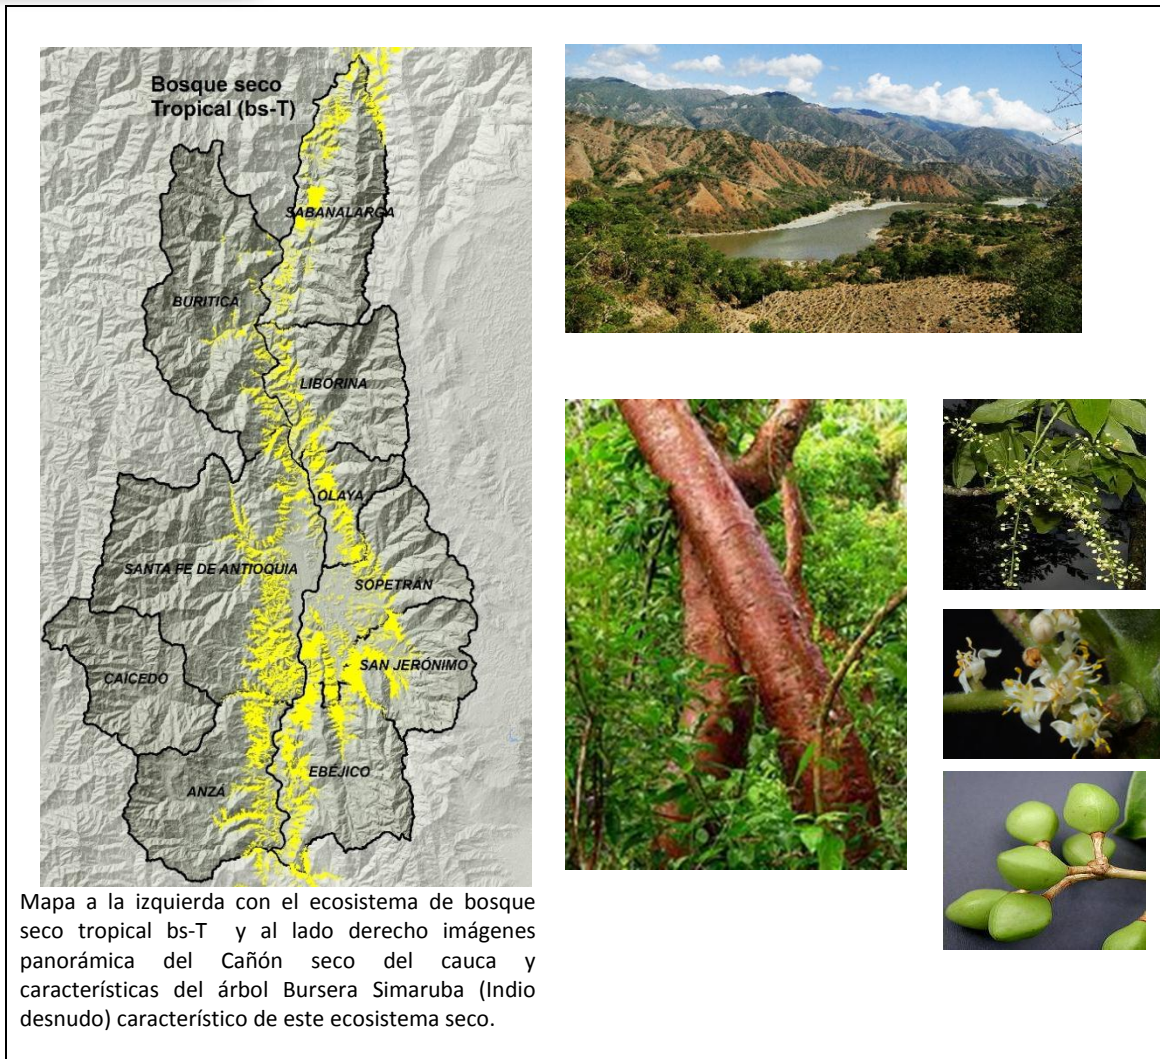 Bosque seco
Tropical (bs-T)
SABANALARGA
BURITICA
LIBORINA
OLAYA
SANTA FE DE ANTIOQUIA
SOPETRÁN
SAN JERÓNIMO
CAICEDO
EBÉJICO
ANZA
Mapa a la izquierda con el ecosistema de bosque
seco tropical bs-T y al lado derecho imágenes
panorámica del Cañón seco del cauca y
características del árbol Bursera Simaruba (Indio
desnudo) característico de este ecosistema seco.